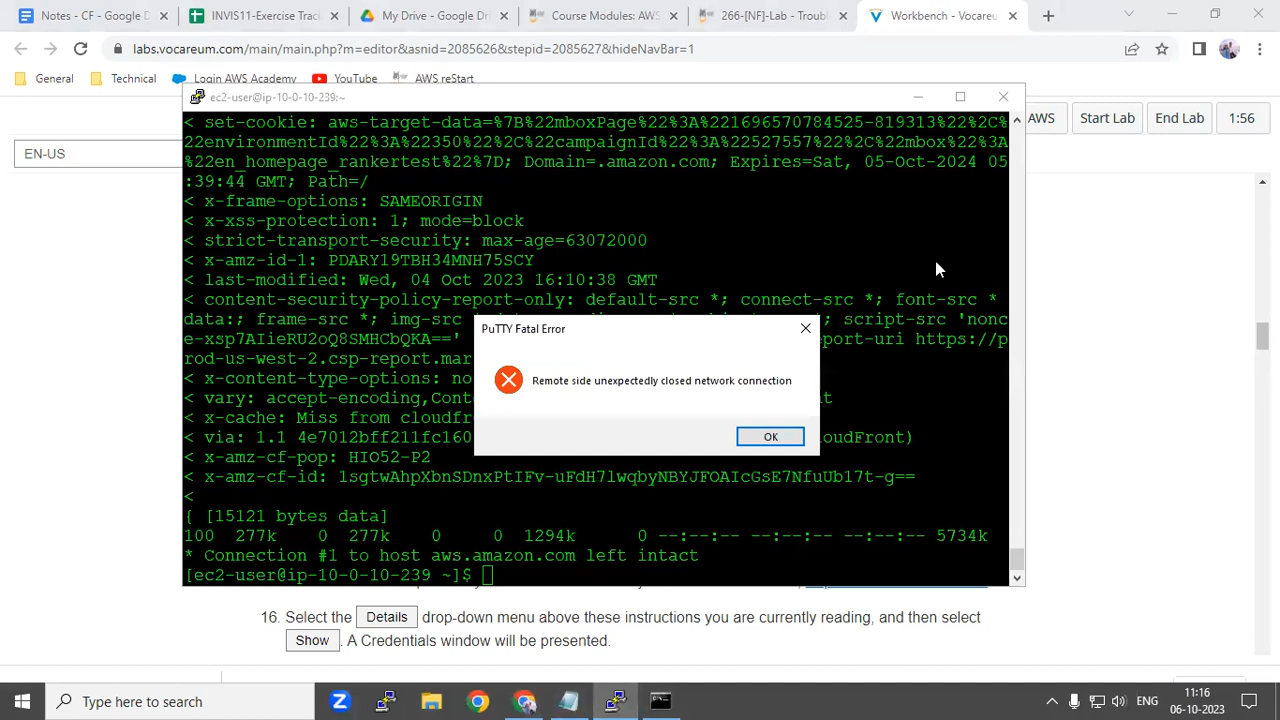 Notes - CF - Google D
INVIS11-Exercise Track
My Drive - Google Driv
Course Modules: AWS
266-[NF]-Lab - Troubl
Workbench - Vocareum
labs.vocareum.com/main/main.php?m=editor&asnid=2085626&stepid=2085627&hideNavBar=1
General
Technical
Login AWS Academy
YouTube
AWS reStart
ec2-user@ip-10-0-10-239:~
AWS
Start Lab
End Lab
1:56
EN-US
< set-cookie: aws-target-data=%7B%22mboxPage%22%3A%221696570784525-819313%22%2C%
22environmentId%22%3A%22350%22%2C%22campaignId%22%3A%22527557%22%2C%22mbox%22%3A
%22en_homepage_rankertest%22%7D; Domain=.amazon.com; Expires=Sat, 05-Oct-2024 05
:39:44 GMT; Path=/
< x-frame-options: SAMEORIGIN
< x-xss-protection: 1; mode=block
< strict-transport-security: max-age=63072000
< x-amz-id-1: PDARY19TBH34MNH75SCY
< last-modified: Wed, 04 Oct 2023 16:10:38 GMT
< content-security-policy-report-only: default-src *; connect-src *; font-src *
data:; frame-src *; img-src *; script-src 'nonc
e-xsp7AIieRU2oQ8SMHCbQKA==' port-uri https://p
rod-us-west-2.csp-report.mar
< x-content-type-options: no
< vary: accept-encoding,Con t
< x-cache: Miss from cloudfr
< via: 1.1 4e7012bff211fc160 loudFront)
< x-amz-cf-pop: HIO52-P2
< x-amz-cf-id: 1sgtwAhpXbnSDnxPtIFv-uFdH7lwqbyNBYJFOAIcGsE7NfuUb17t-g==
<
{ [15121 bytes data]
100 277k 0 277k 0 0 1294k 0 --:--:-- --:--:-- --:--:-- 5734k
* Connection #1 to host aws.amazon.com left intact
[ec2-user@ip-10-0-10-239 ~]$
PuTTY Fatal Error
Remote side unexpectedly closed network connection
OK
16. Select the Details drop-down menu above these instructions you are currently reading, and then select
Show . A Credentials window will be presented.
Type here to search
ENG
11:16
06-10-2023